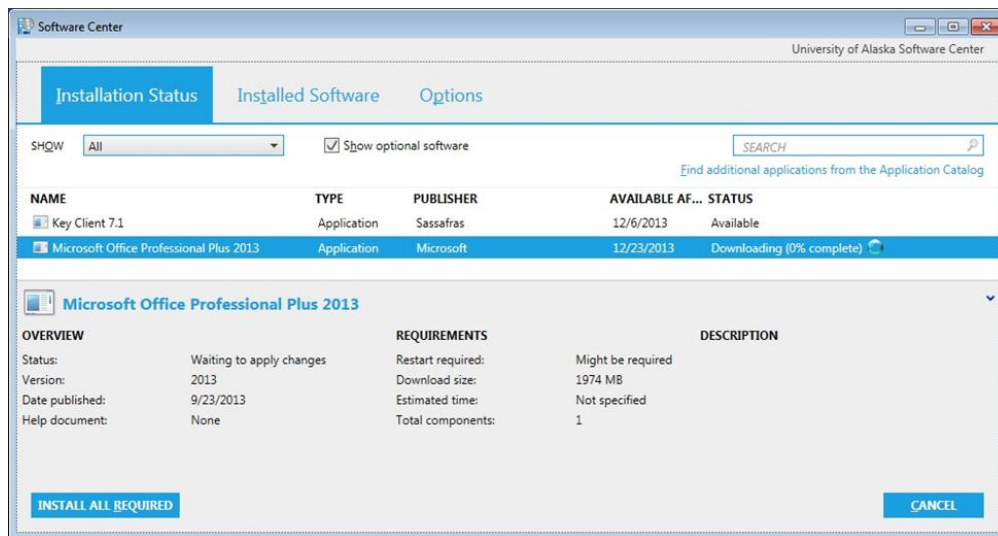 Software Center
University of Alaska Software Center
Installation Status Installed Software Options
SHOW All Show optional software SEARCH
Find additional applications from the Application Catalog
NAME TYPE PUBLISHER AVAILABLE AF... STATUS
Key Client 7.1 Application Sassafras 12/6/2013 Available
Microsoft Office Professional Plus 2013 Application Microsoft 12/23/2013 Downloading (0% complete)
Microsoft Office Professional Plus 2013
OVERVIEW REQUIREMENTS DESCRIPTION
Status: Waiting to apply changes Restart required: Might be required
Version: 2013 Download size: 1974 MB
Date published: 9/23/2013 Estimated time: Not specified
Help document: None Total components: 1
INSTALL ALL REQUIRED CANCEL